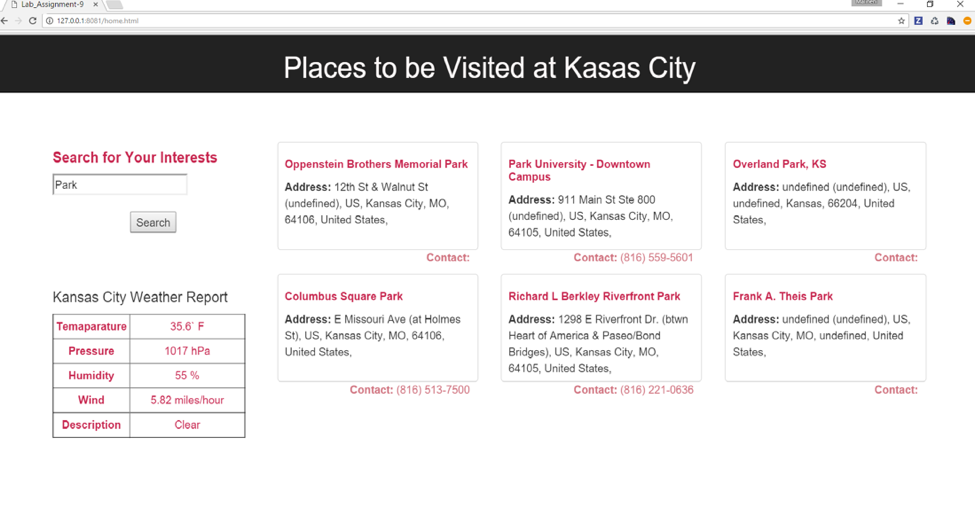 Lab_Assignment-9
127.0.0.1:8081/home.html
Places to be Visited at Kasas City
Search for Your Interests
Park
Search
Kansas City Weather Report
Temaparature 35.6` F
Pressure 1017 hPa
Humidity 55 %
Wind 5.82 miles/hour
Description Clear
Oppenstein Brothers Memorial Park
Address: 12th St & Walnut St
(undefined), US, Kansas City, MO,
64106, United States,
Contact:
Park University - Downtown
Campus
Address: 911 Main St Ste 800
(undefined), US, Kansas City, MO,
64105, United States,
Contact: (816) 559-5601
Overland Park, KS
Address: undefined (undefined), US,
undefined, Kansas, 66204, United
States,
Contact:
Columbus Square Park
Address: E Missouri Ave (at Holmes
St), US, Kansas City, MO, 64106,
United States,
Contact: (816) 513-7500
Richard L Berkley Riverfront Park
Address: 1298 E Riverfront Dr. (btwn
Heart of America & Paseo/Bond
Bridges), US, Kansas City, MO,
64105, United States,
Contact: (816) 221-0636
Frank A. Theis Park
Address: undefined (undefined), US,
Kansas City, MO, undefined, United
States,
Contact: